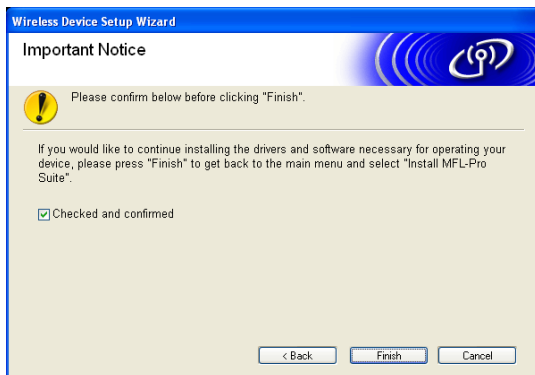 Wireless Device Setup Wizard
Important Notice
Please confirm below before clicking "Finish".
If you would like to continue installing the drivers and software necessary for operating your
device, please press "Finish" to get back to the main menu and select "Install MFL-Pro
Suite".
Checked and confirmed
< Back Finish Cancel